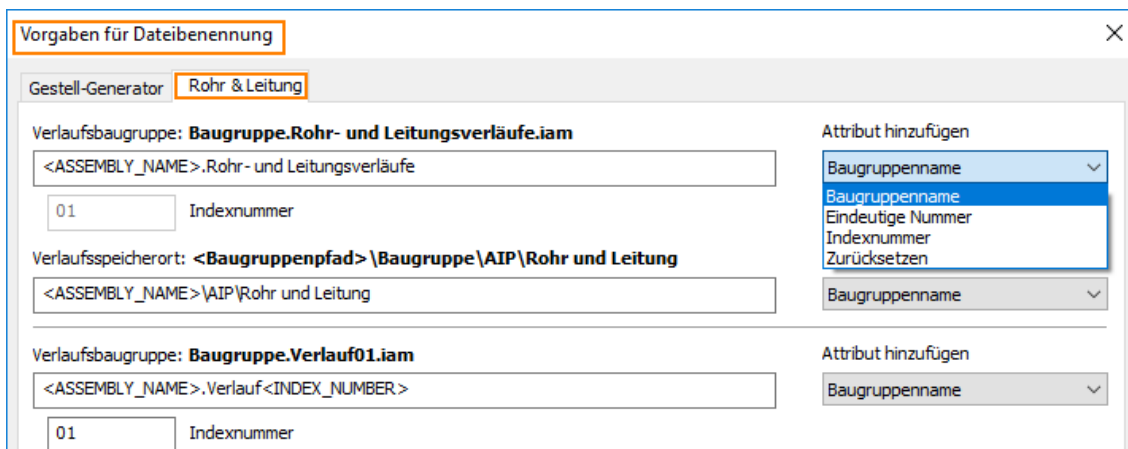 Vorgaben für Dateibenennung
Gestell-Generator Rohr & Leitung
Verlaufsbaugruppe: Baugruppe.Rohr- und Leitungsverläufe.iam Attribut hinzufügen
<ASSEMBLY_NAME>.Rohr- und Leitungsverläufe Baugruppenname
Baugruppenname
01 Indexnummer Eindeutige Nummer
Indexnummer
Verlaufsspeicherort: <Baugruppenpfad>\Baugruppe\AIP\Rohr und Leitung Zurücksetzen
<ASSEMBLY_NAME>\AIP\Rohr und Leitung Baugruppenname
Verlaufsbaugruppe: Baugruppe.Verlauf01.iam Attribut hinzufügen
<ASSEMBLY_NAME>.Verlauf<INDEX_NUMBER> Baugruppenname
01 Indexnummer